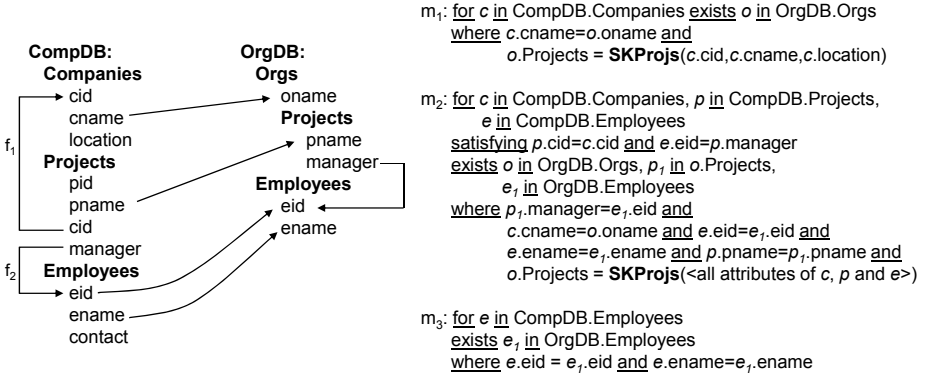 CompDB:
Companies
cid
cname
location
Projects
pid
pname
cid
manager
Employees
eid
ename
contact
f1
f2
OrgDB:
Orgs
oname
Projects
pname
manager
Employees
eid
ename
m1: for c in CompDB.Companies exists o in OrgDB.Orgs
where c.cname=o.oname and
o.Projects = SKProjs(c.cid,c.cname,c.location)
m2: for c in CompDB.Companies, p in CompDB.Projects,
e in CompDB.Employees
satisfying p.cid=c.cid and e.eid=p.manager
exists o in OrgDB.Orgs, p1 in o.Projects,
e1 in OrgDB.Employees
where p1.manager=e1.eid and
c.cname=o.oname and e.eid=e1.eid and
e.ename=e1.ename and p.pname=p1.pname and
o.Projects = SKProjs(<all attributes of c, p and e>)
m3: for e in CompDB.Employees
exists e1 in OrgDB.Employees
where e.eid = e1.eid and e.ename=e1.ename